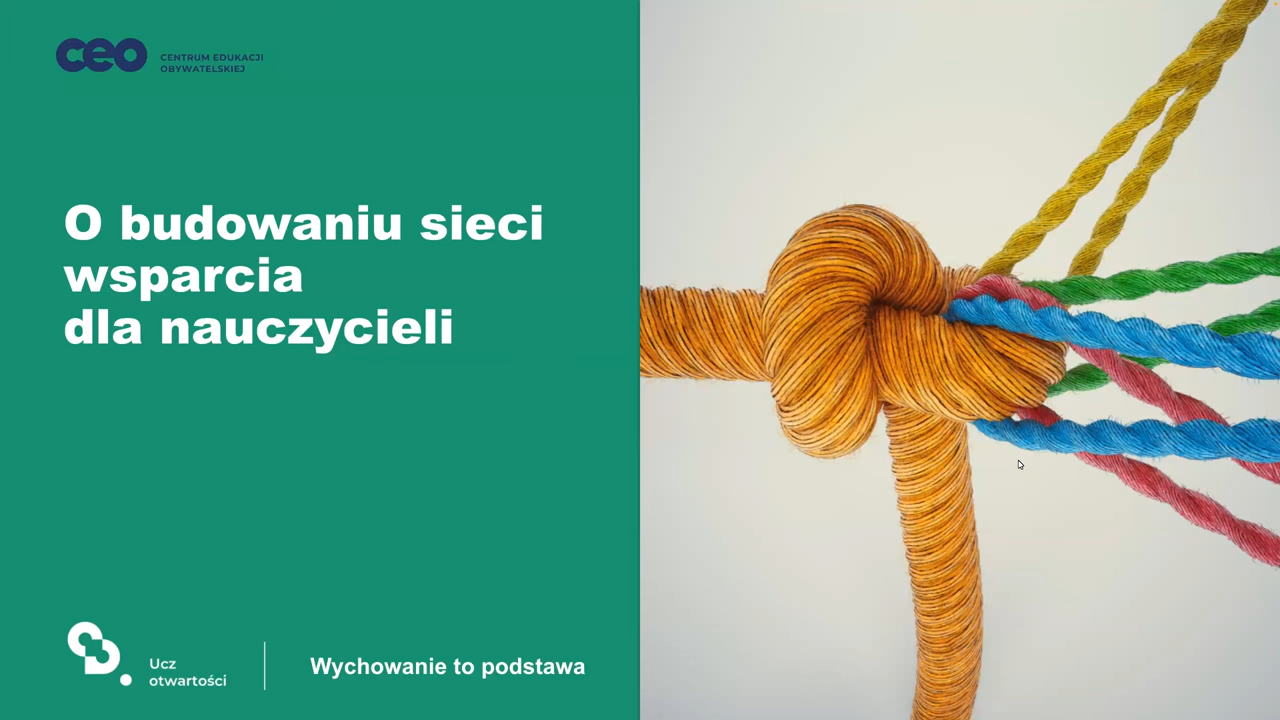 ceo
CENTRUM EDUKACJI
OBYWATELSKIEJ
O budowaniu sieci
wsparcia
dla nauczycieli
Ucz
otwartości
Wychowanie to podstawa